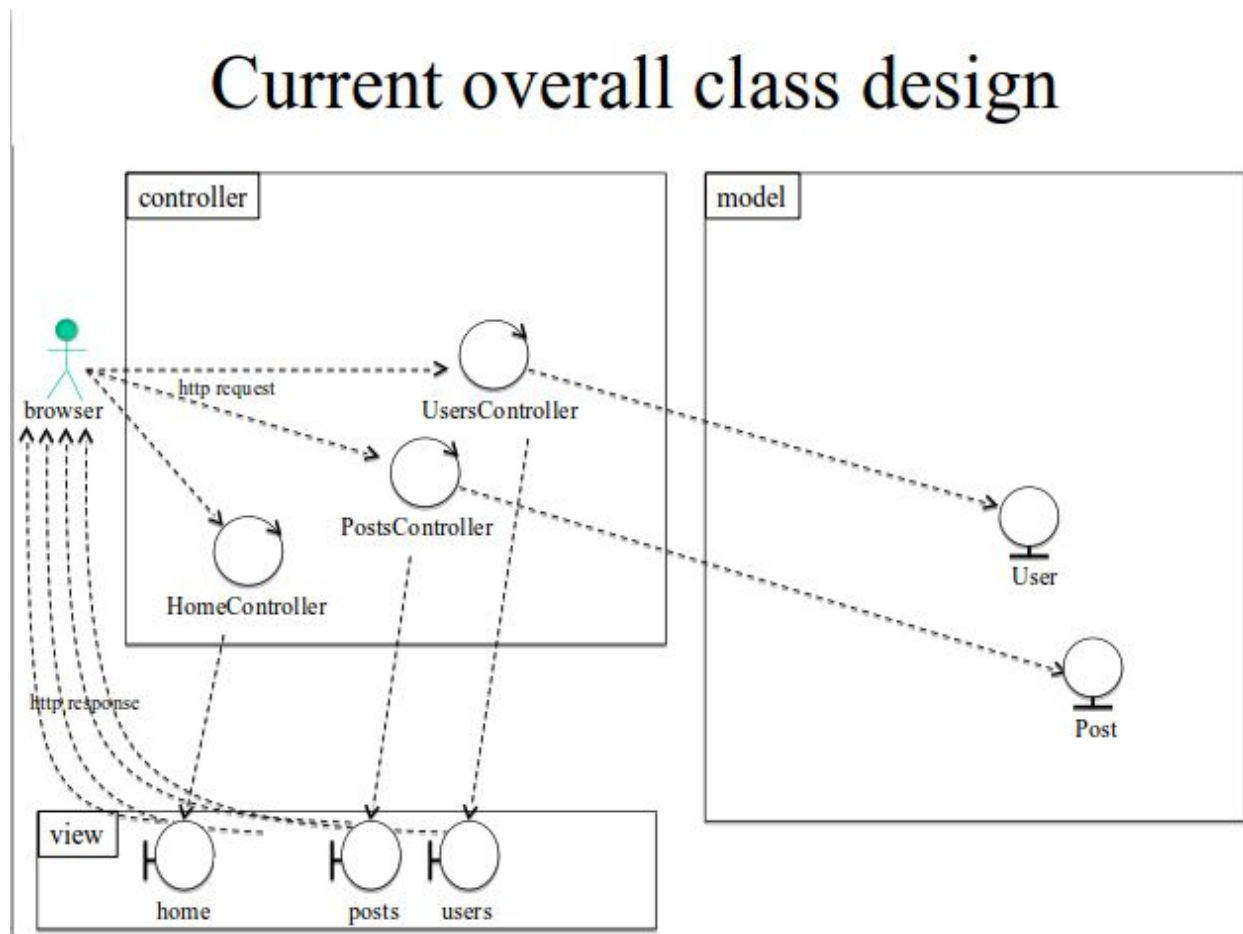 Current overall class design
controller
model
http request
browser
UsersController
PostsController
HomeController
User
http response
Post
view
home
posts
users